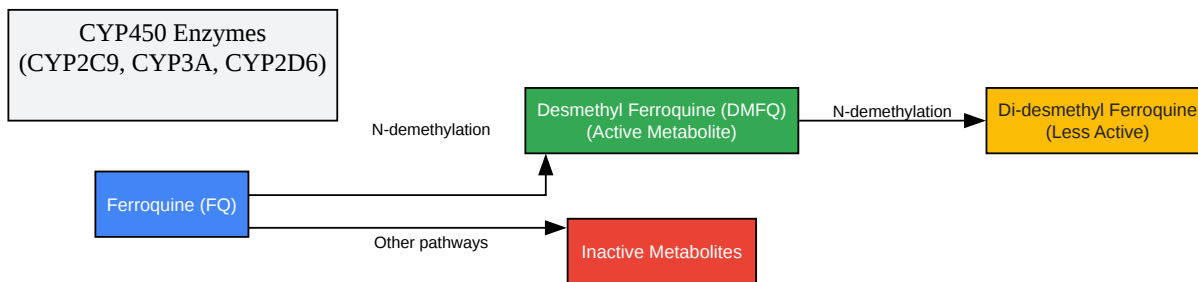 CYP450 Enzymes
(CYP2C9, CYP3A, CYP2D6)
N-demethylation
Desmethyl Ferroquine (DMFQ)
(Active Metabolite)
N-demethylation
Di-desmethyl Ferroquine
(Less Active)
Ferroquine (FQ)
Other pathways
Inactive Metabolites